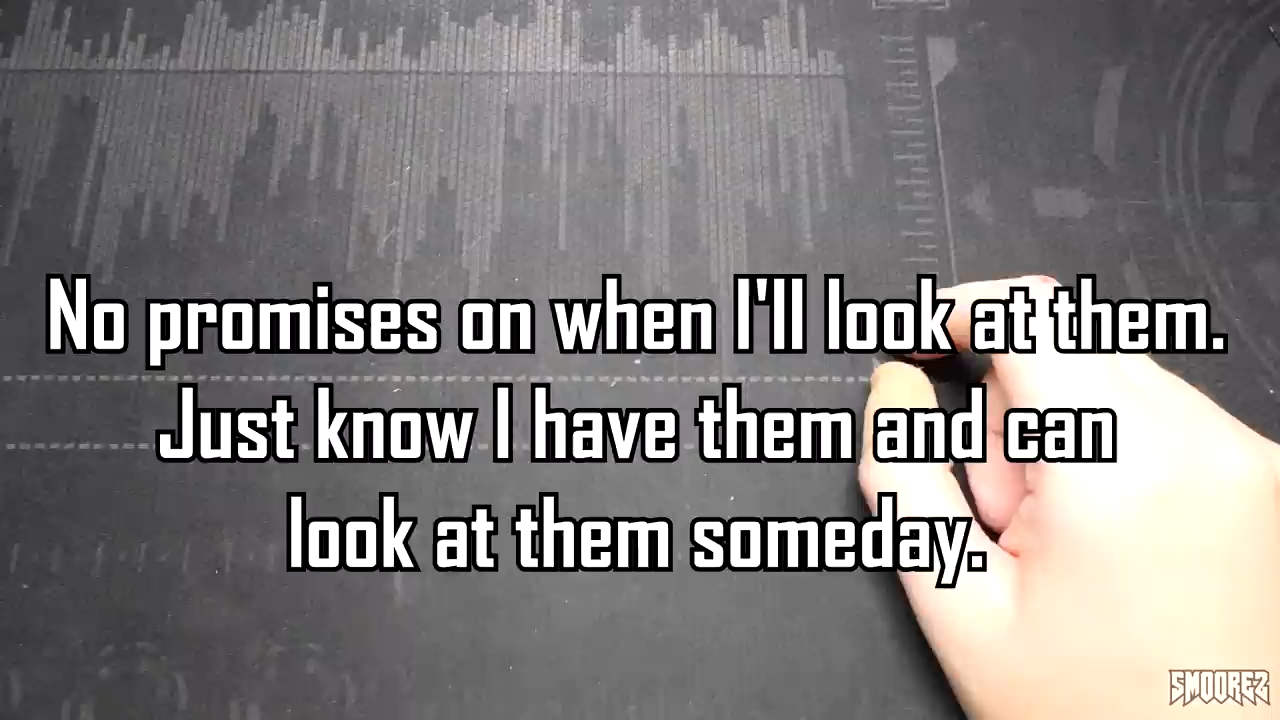 No promises on when I'll look at them.
Just know I have them and can
look at them someday.
SMOOREZ